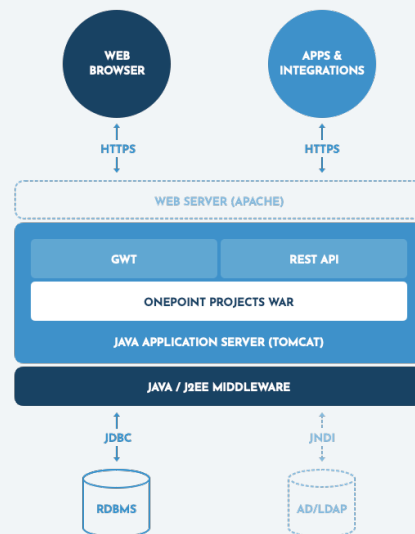 WEB
BROWSER
APPS &
INTEGRATIONS
HTTPS
HTTPS
WEB SERVER (APACHE)
GWT
REST API
ONEPOINT PROJECTS WAR
JAVA APPLICATION SERVER (TOMCAT)
JAVA / J2EE MIDDLEWARE
JDBC
JNDI
RDBMS
AD/LDAP